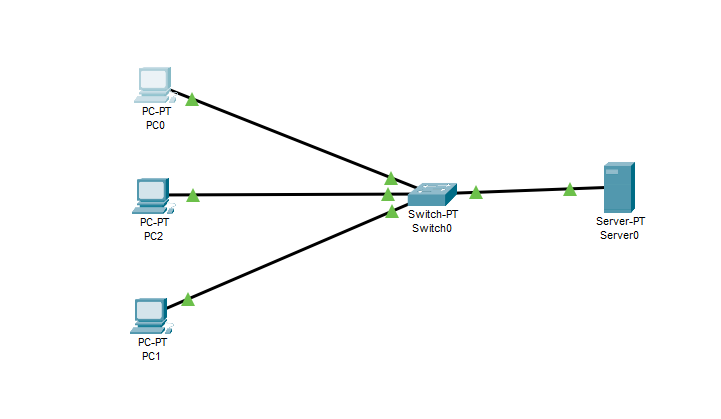 PC-PT
PC0
PC-PT
PC2
Switch-PT
Switch0
Server-PT
Server0
PC-PT
PC1